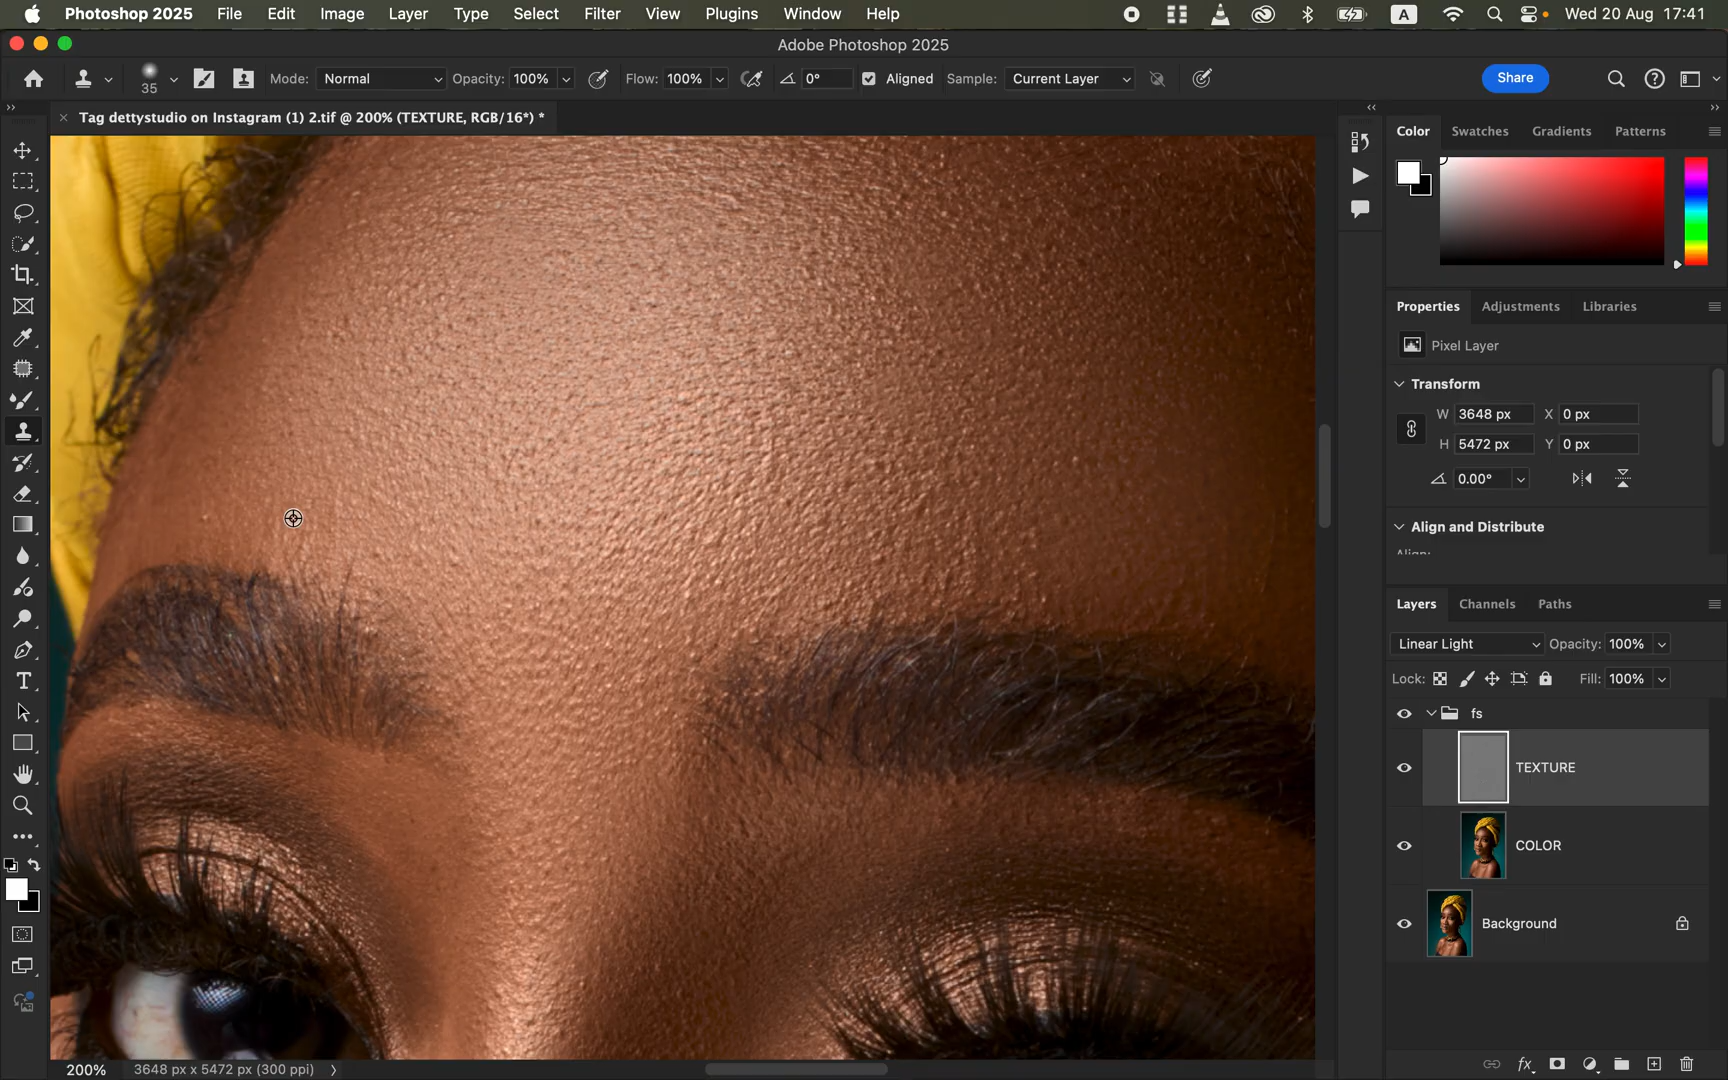 Photoshop 2025 File Edit Image Layer Type Select Filter View Plugins Window Help A Wed 20 Aug 17:41
Adobe Photoshop 2025
35 Mode: Normal Opacity: 100% Flow: 100% 0° Aligned Sample: Current Layer Share
× Tag dettystudio on Instagram (1) 2.tif @ 200% (TEXTURE, RGB/16*) *
Color Swatches Gradients Patterns
Properties Adjustments Libraries
Pixel Layer
Transform
W 3648 px X 0 px
H 5472 px Y 0 px
0.00°
Align and Distribute
Align:
Layers Channels Paths
Linear Light Opacity: 100%
Lock: Fill: 100%
fs
TEXTURE
COLOR
Background
200% 3648 px x 5472 px (300 ppi)